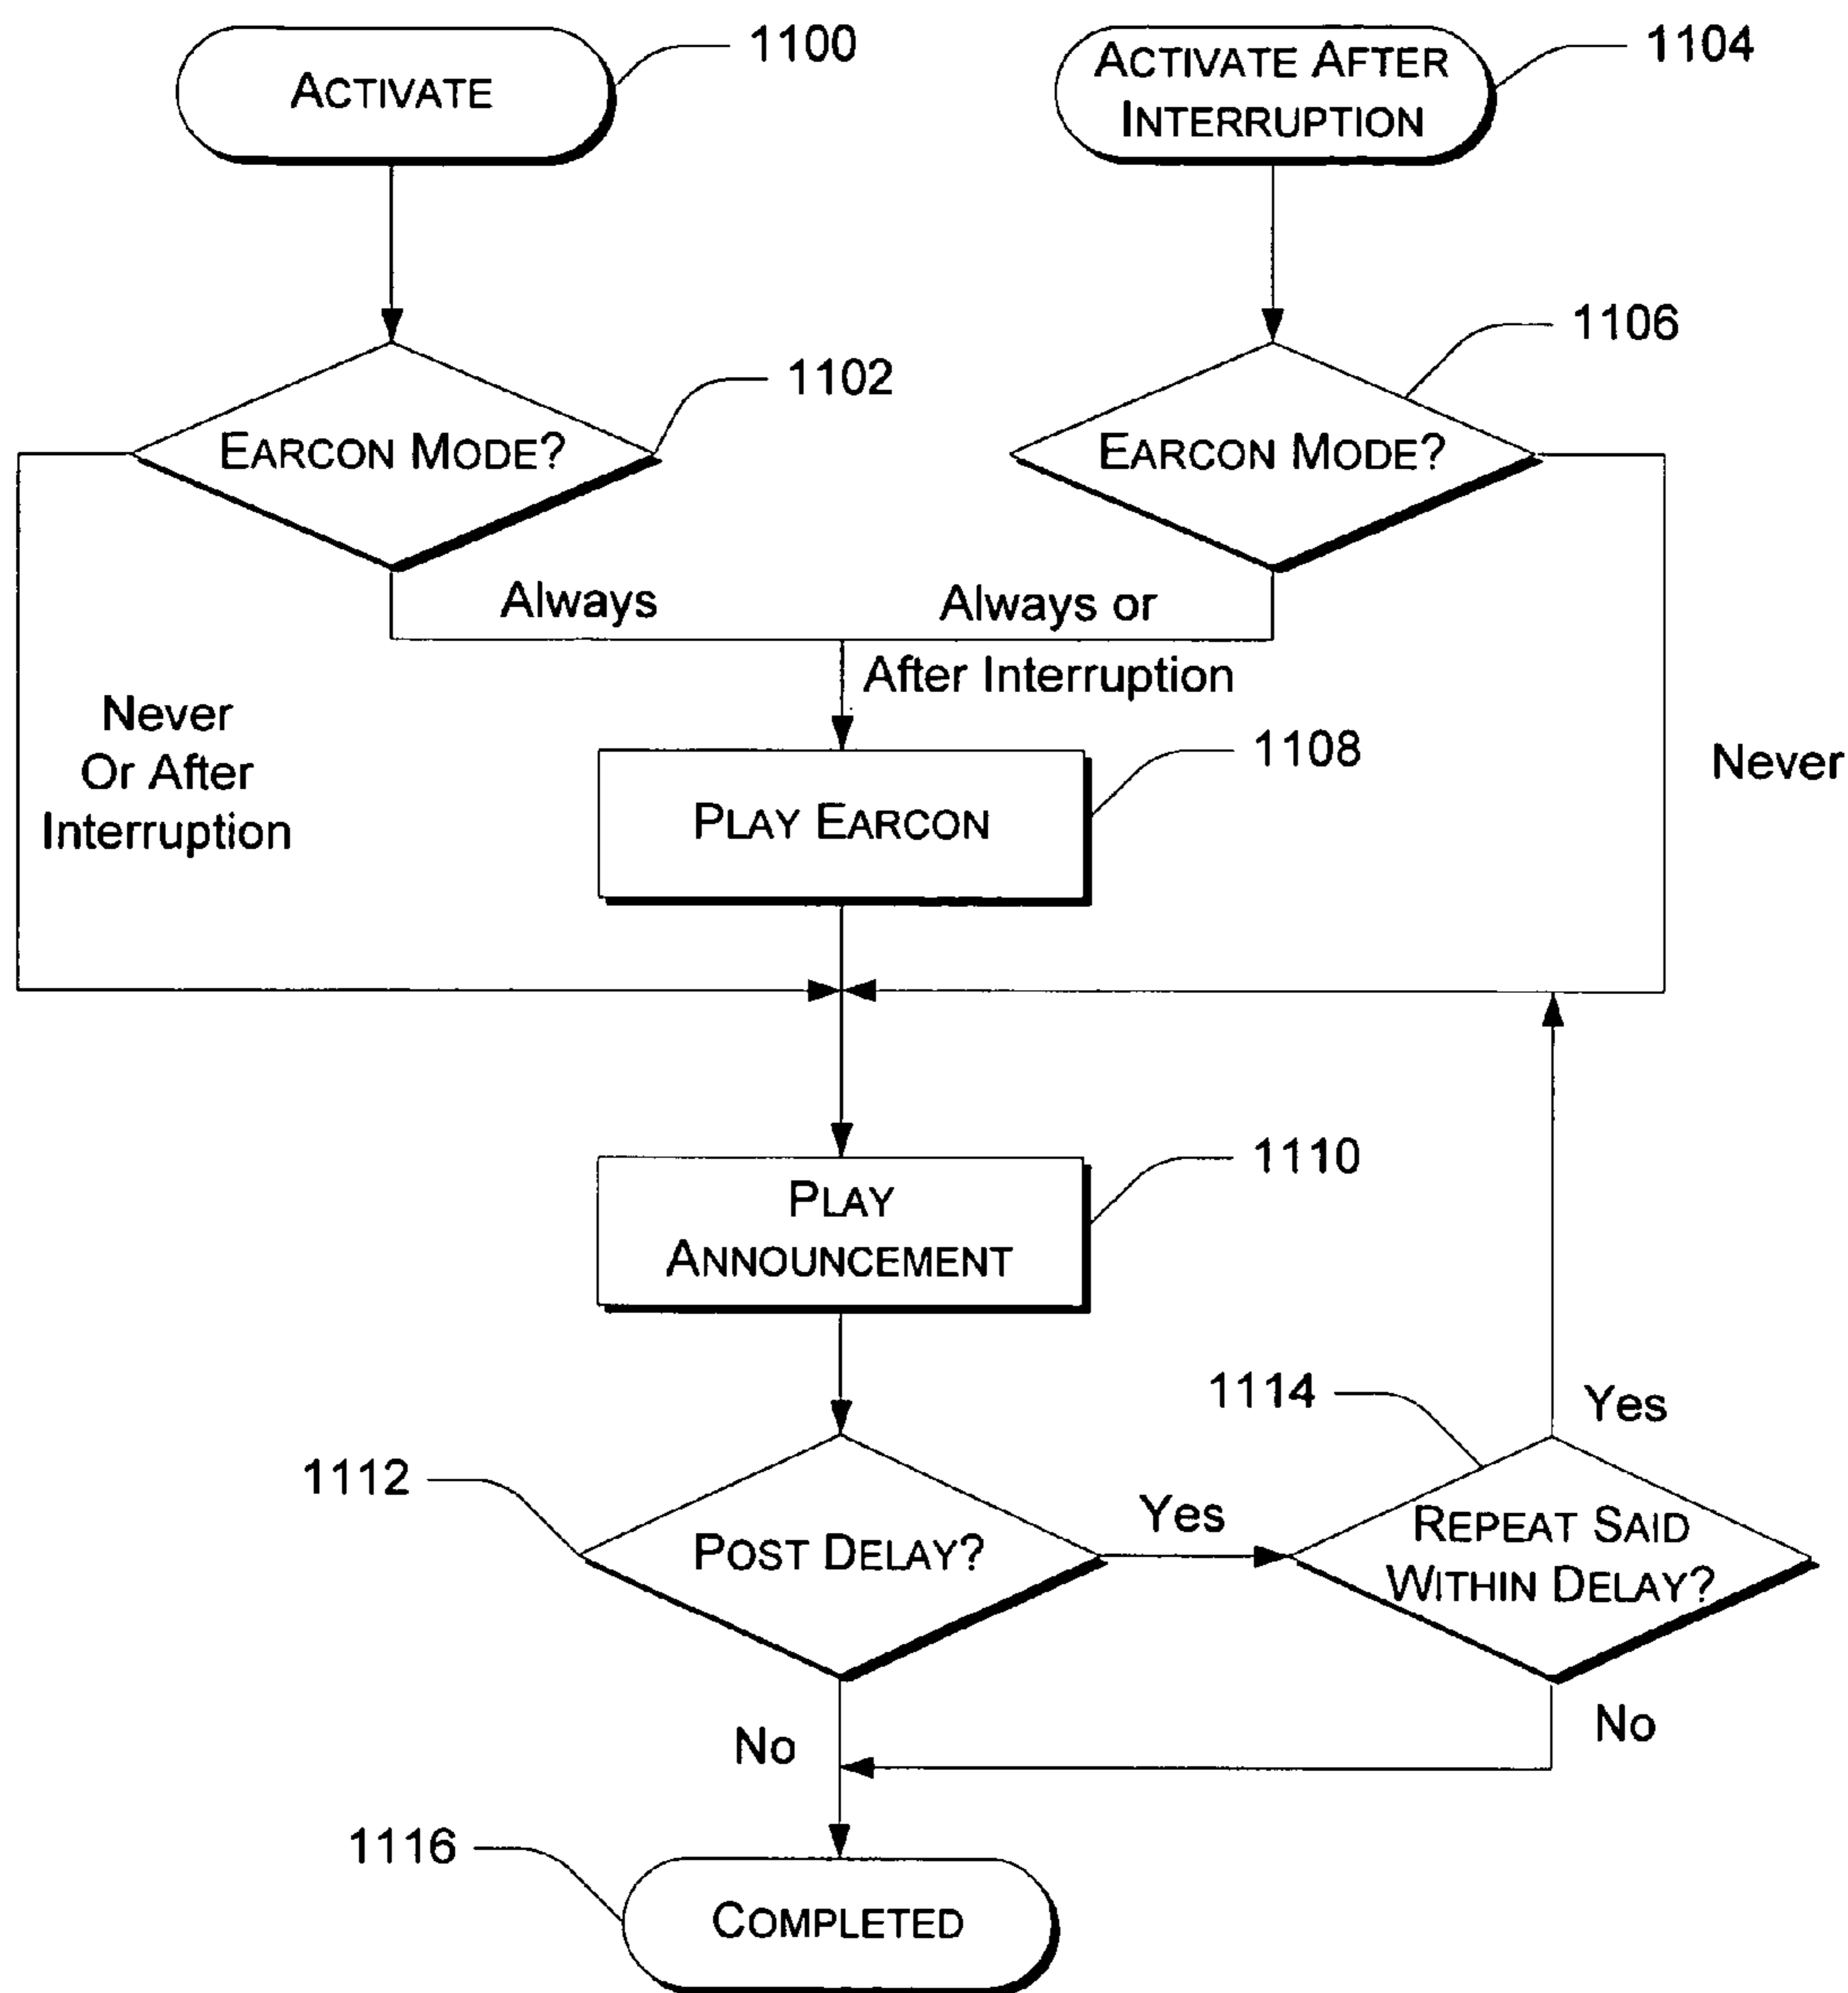 ACTIVATE
1100
ACTIVATE AFTER
INTERRUPTION
1104
EARCON MODE?
1102
EARCON MODE?
1106
Always
Always or
After Interruption
Never
Or After
Interruption
Never
PLAY EARCON
1108
PLAY
ANNOUNCEMENT
1110
1112
POST DELAY?
Yes
1114
REPEAT SAID
WITHIN DELAY?
Yes
No
No
1116
COMPLETED